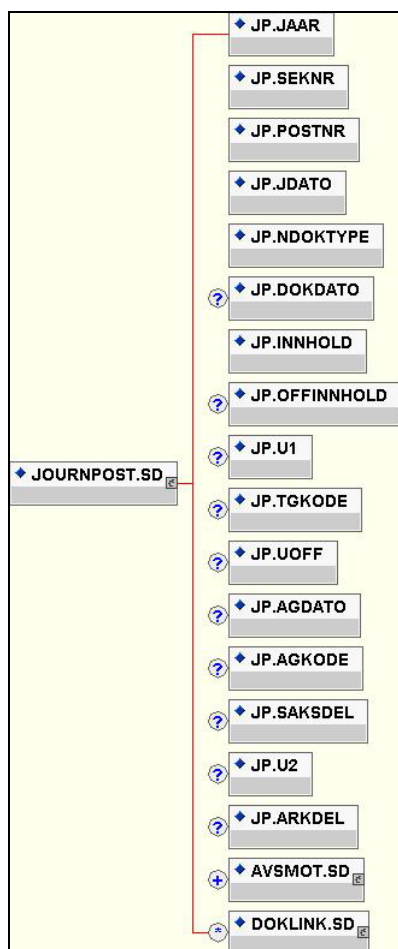 JP.JAAR
JP.SEKNR
JP.POSTNR
JP.JDATO
JP.NDOKTYPE
? JP.DOKDATO
JP.INNHOLD
? JP.OFFINNHOLD
? JP.U1
JOURNPOST.SD
? JP.TGKODE
? JP.UOFF
? JP.AGDATO
? JP.AGKODE
? JP.SAKSDEL
? JP.U2
? JP.ARKDEL
+ AVSMOT.SD
* DOKLINK.SD